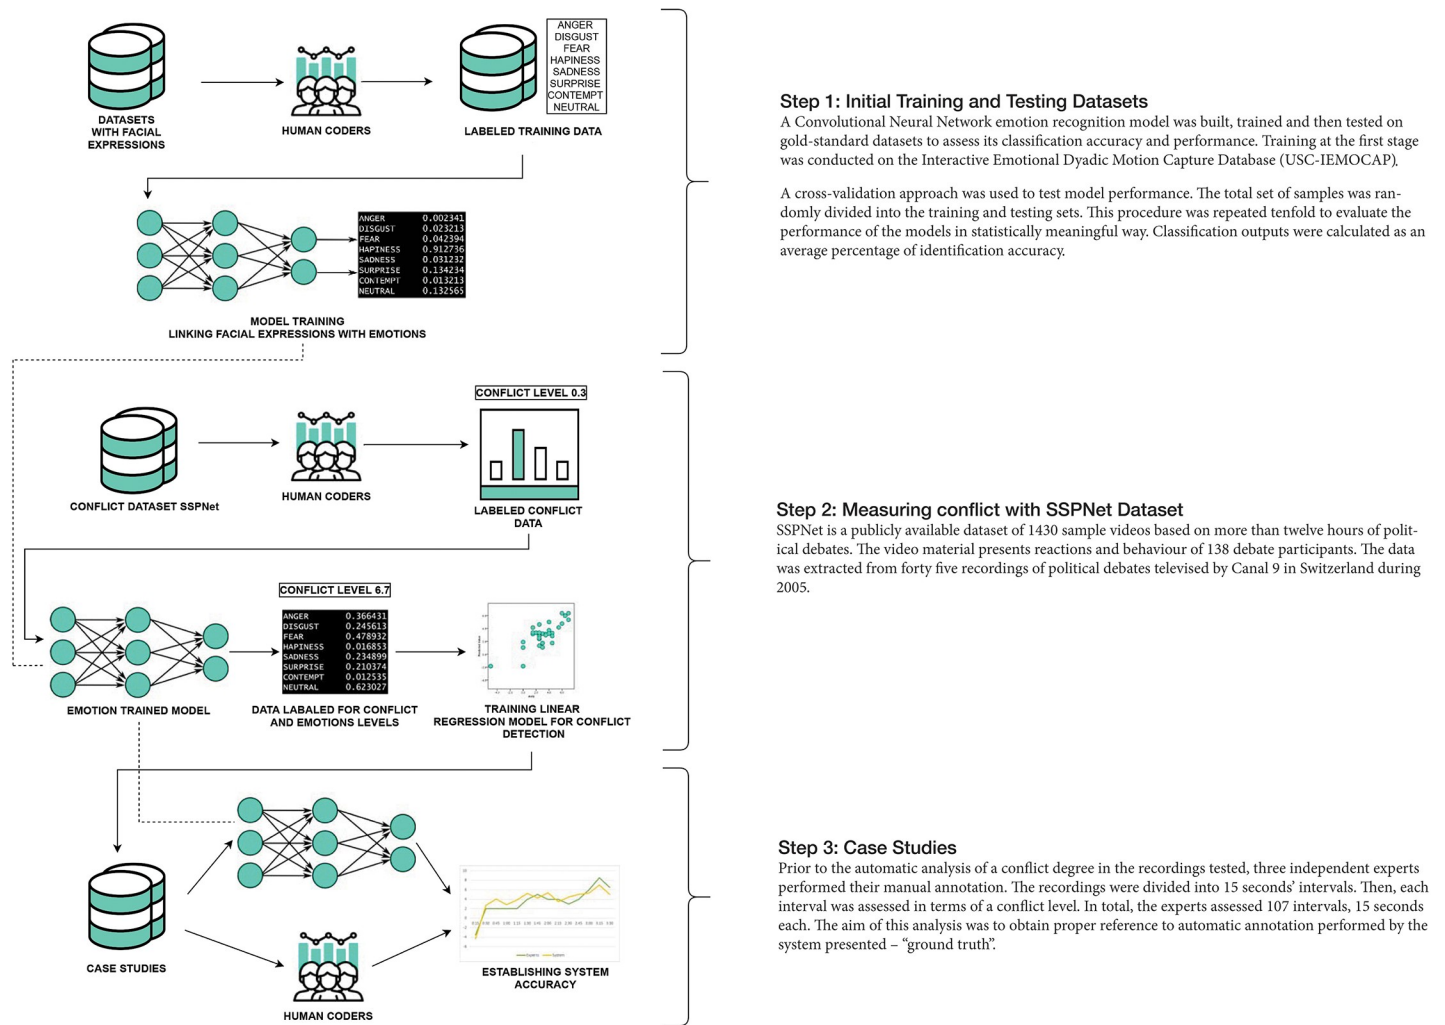 ANGER
DISGUST
FEAR
HAPINESS
SADNESS
SURPRISE
CONTEMPT
NEUTRAL
DATASETS
WITH FACIAL
EXPRESSIONS
HUMAN CODERS
LABELED TRAINING DATA
ANGER 0.002341
DISGUST 0.023213
FEAR 0.042394
HAPINESS 0.912736
SADNESS 0.031232
SURPRISE 0.134234
CONTEMPT 0.013213
NEUTRAL 0.132565
MODEL TRAINING
LINKING FACIAL EXPRESSIONS WITH EMOTIONS
Step 1: Initial Training and Testing Datasets
A Convolutional Neural Network emotion recognition model was built, trained and then tested on
gold-standard datasets to assess its classification accuracy and performance. Training at the first stage
was conducted on the Interactive Emotional Dyadic Motion Capture Database (USC-IEMOCAP).
A cross-validation approach was used to test model performance. The total set of samples was ran-
domly divided into the training and testing sets. This procedure was repeated tenfold to evaluate the
performance of the models in statistically meaningful way. Classification outputs were calculated as an
average percentage of identification accuracy.
CONFLICT LEVEL 0.3
CONFLICT DATASET SSPNet
HUMAN CODERS
LABELED CONFLICT
DATA
CONFLICT LEVEL 6.7
ANGER 0.366431
DISGUST 0.245613
FEAR 0.478932
HAPINESS 0.016853
SADNESS 0.234899
SURPRISE 0.210374
CONTEMPT 0.012535
NEUTRAL 0.623027
EMOTION TRAINED MODEL
DATA LABALED FOR CONFLICT
AND EMOTIONS LEVELS
TRAINING LINEAR
REGRESSION MODEL FOR CONFLICT
DETECTION
Step 2: Measuring conflict with SSPNet Dataset
SSPNet is a publicly available dataset of 1430 sample videos based on more than twelve hours of polit-
ical debates. The video material presents reactions and behaviour of 138 debate participants. The data
was extracted from forty five recordings of political debates televised by Canal 9 in Switzerland during
2005.
CASE STUDIES
HUMAN CODERS
Experts
System
ESTABLISHING SYSTEM
ACCURACY
Step 3: Case Studies
Prior to the automatic analysis of a conflict degree in the recordings tested, three independent experts
performed their manual annotation. The recordings were divided into 15 seconds' intervals. Then, each
interval was assessed in terms of a conflict level. In total, the experts assessed 107 intervals, 15 seconds
each. The aim of this analysis was to obtain proper reference to automatic annotation performed by the
system presented – “ground truth”.